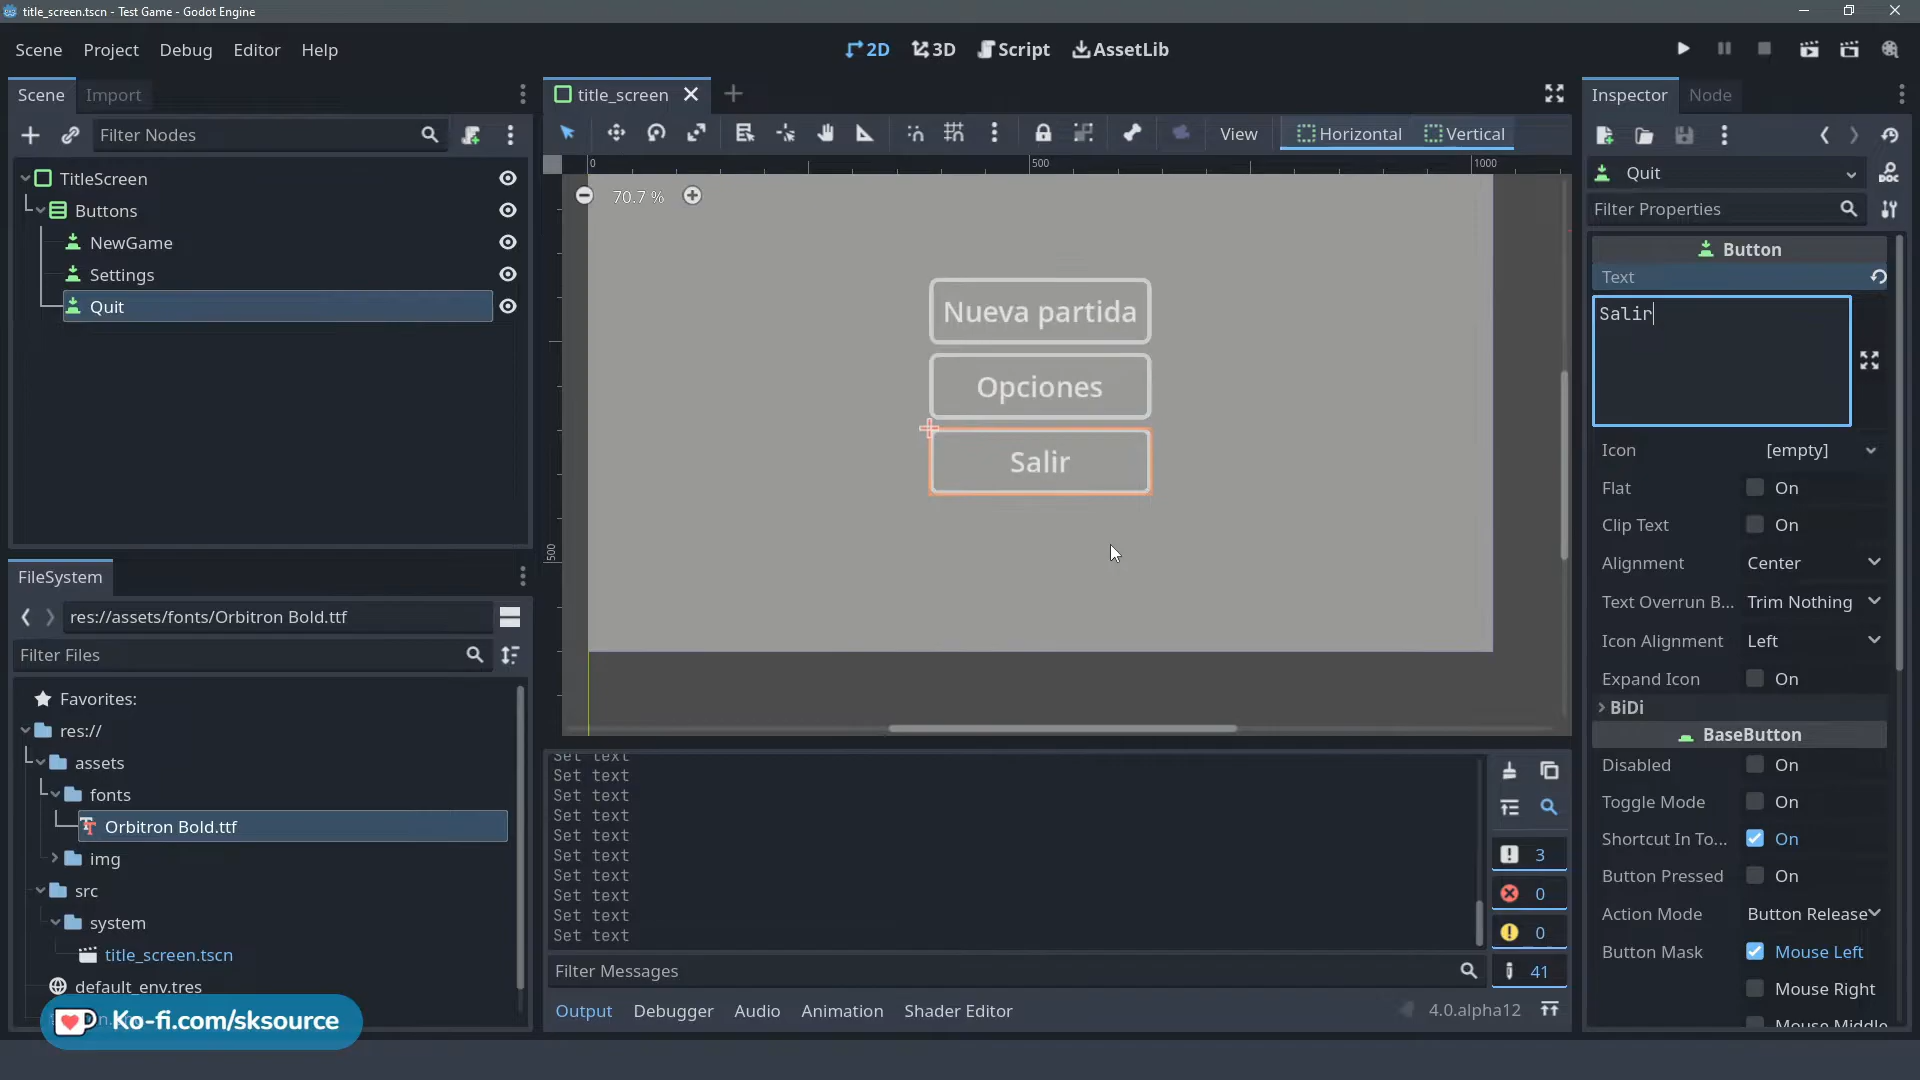 title_screen.tscn - Test Game - Godot Engine
Scene Project Debug Editor Help
2D 3D Script AssetLib
Scene Import
Filter Nodes
TitleScreen
Buttons
NewGame
Settings
Quit
FileSystem
res://assets/fonts/Orbitron Bold.ttf
Filter Files
Favorites:
res://
assets
fonts
Orbitron Bold.ttf
img
src
system
title_screen.tscn
default_env.tres
Ko-fi.com/sksource
title_screen
View Horizontal Vertical
0 500 1000
70.7 %
500
Nueva partida
Opciones
Salir
Set text
Set text
Set text
Set text
Set text
Set text
Set text
Set text
Set text
Set text
3
0
0
41
Filter Messages
Output Debugger Audio Animation Shader Editor
4.0.alpha12
Inspector Node
Quit
DOC
Filter Properties
Button
Text
Salir
Icon [empty]
Flat On
Clip Text On
Alignment Center
Text Overrun B... Trim Nothing
Icon Alignment Left
Expand Icon On
BiDi
BaseButton
Disabled On
Toggle Mode On
Shortcut In To... On
Button Pressed On
Action Mode Button Release
Button Mask Mouse Left
Mouse Right
Mouse Middle